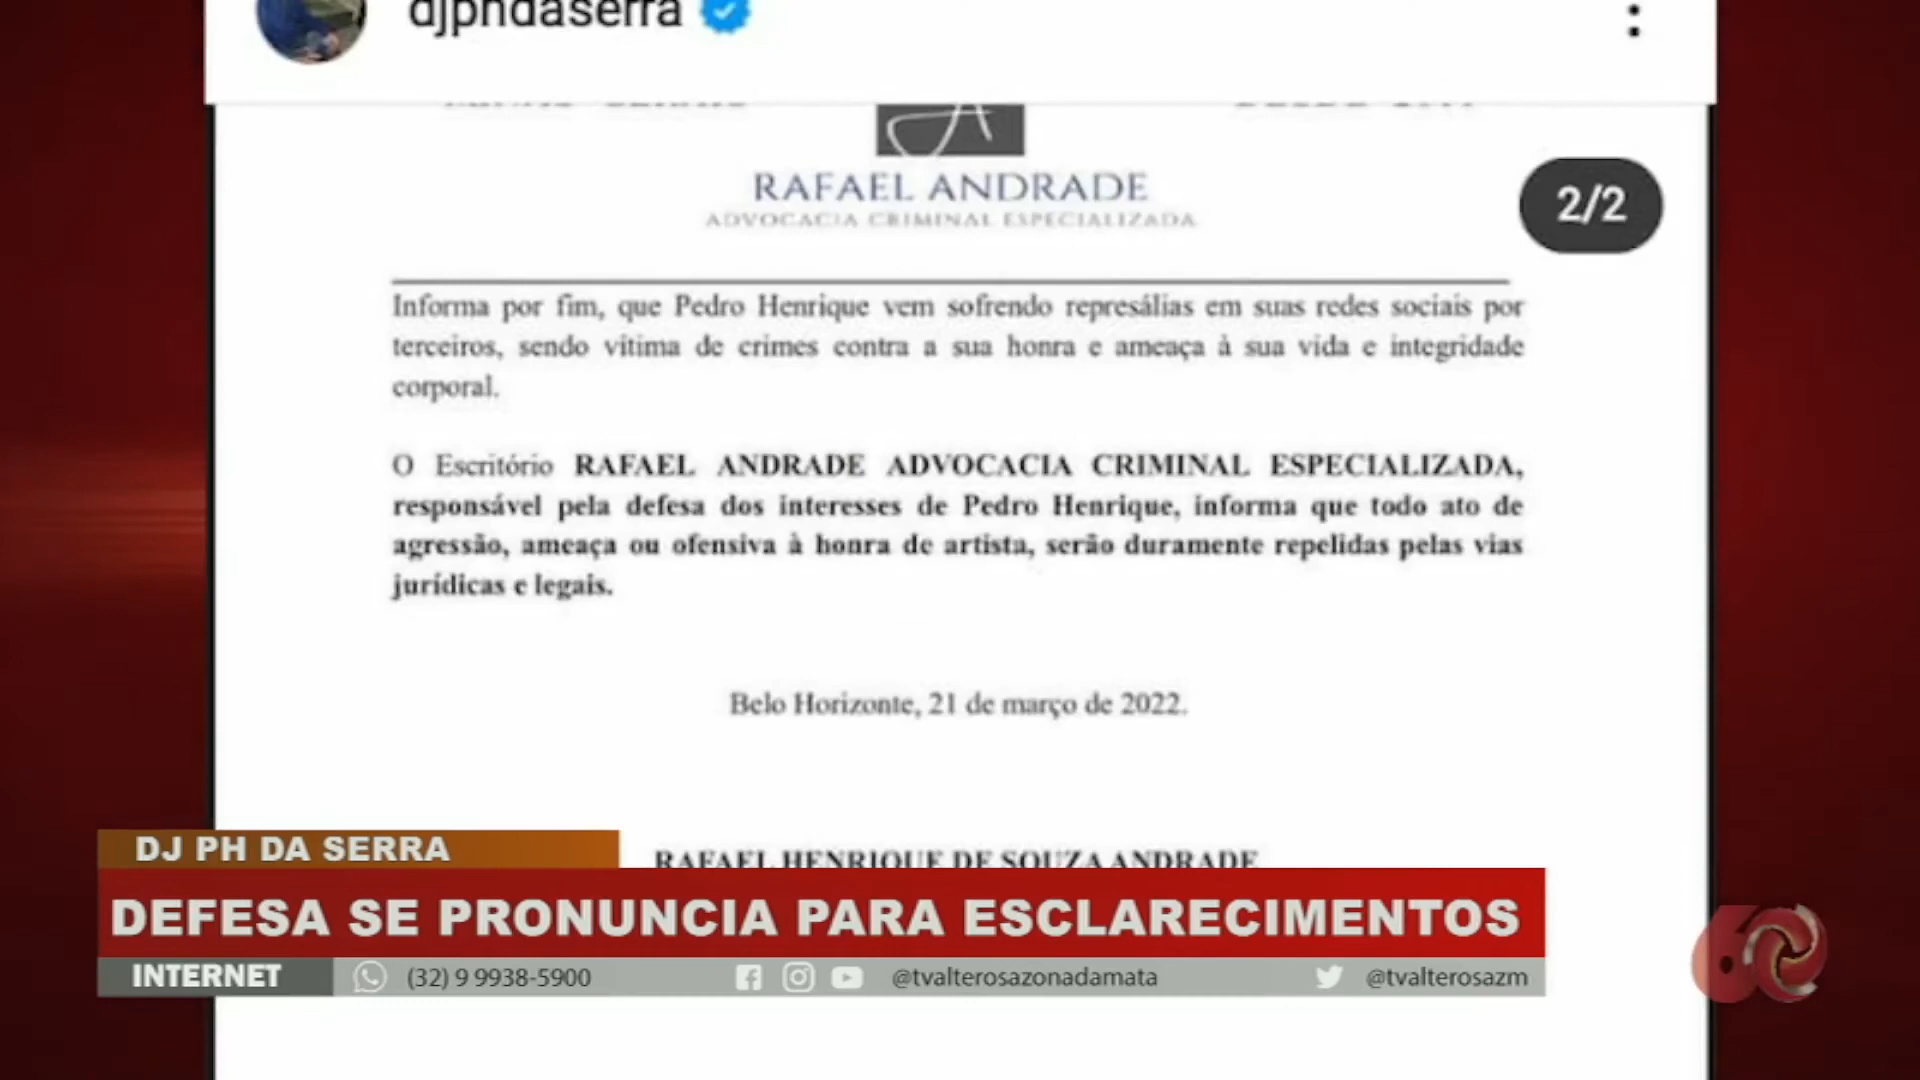 djphdaserra
RAFAEL ANDRADE
ADVOCACIA CRIMINAL ESPECIALIZADA
2/2
Informa por fim, que Pedro Henrique vem sofrendo represálias em suas redes sociais por
terceiros, sendo vítima de crimes contra a sua honra e ameaça à sua vida e integridade
corporal.
O Escritório RAFAEL ANDRADE ADVOCACIA CRIMINAL ESPECIALIZADA,
responsável pela defesa dos interesses de Pedro Henrique, informa que todo ato de
agressão, ameaça ou ofensiva à honra de artista, serão duramente repelidas pelas vias
jurídicas e legais.
Belo Horizonte, 21 de março de 2022.
RAFAEL HENRIQUE DE SOUZA ANDRADE
DJ PH DA SERRA
DEFESA SE PRONUNCIA PARA ESCLARECIMENTOS
INTERNET (32) 9 9938-5900 @tvalterosazonadamata @tvalterosazm